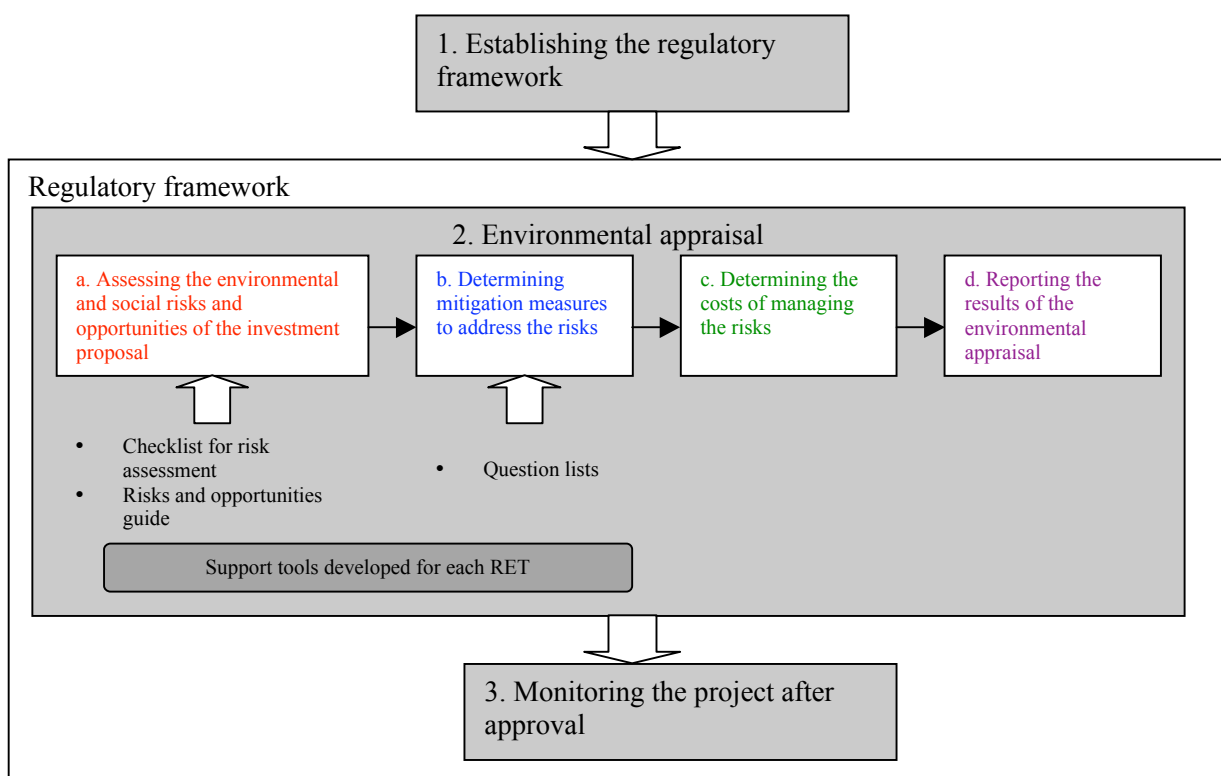 1. Establishing the regulatory
framework
Regulatory framework
2. Environmental appraisal
a. Assessing the environmental
and social risks and
opportunities of the investment
proposal
b. Determining
mitigation measures
to address the risks
c. Determining the
costs of managing
the risks
d. Reporting the
results of the
environmental
appraisal
• Checklist for risk
assessment
• Risks and opportunities
guide
• Question lists
Support tools developed for each RET
3. Monitoring the project after
approval